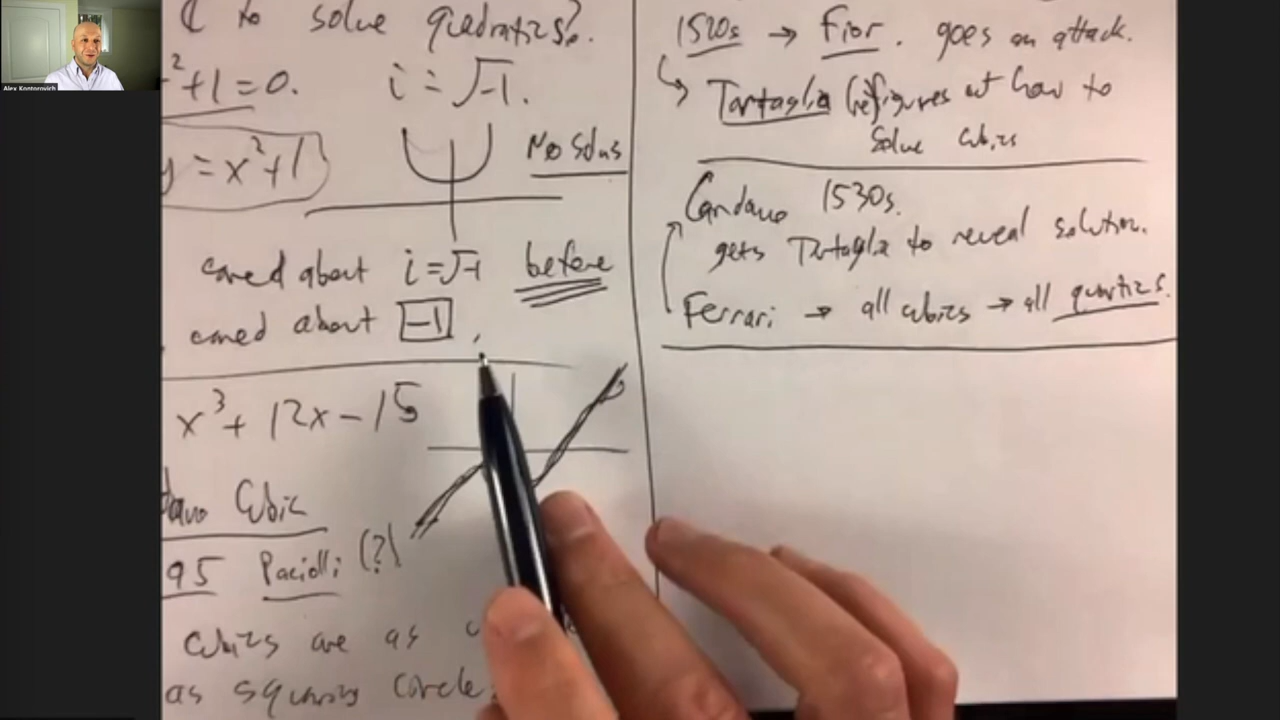 Alex Kontorovich
ℂ to solve quadratics?
x²+1=0. i=√-1.
y=x²+1 No Solns
cared about i=√-1 before
cared about -1.
x³+12x-15
Cubic
95 Paciolli (?)
Cubics are as
as squaring circle.
1520s → Fior. goes on attack.
↳ Tartaglia (re)figures out how to
Solve Cubics
Cardano 1530s.
gets Tartaglia to reveal solution.
Ferrari → all cubics → all quartics.